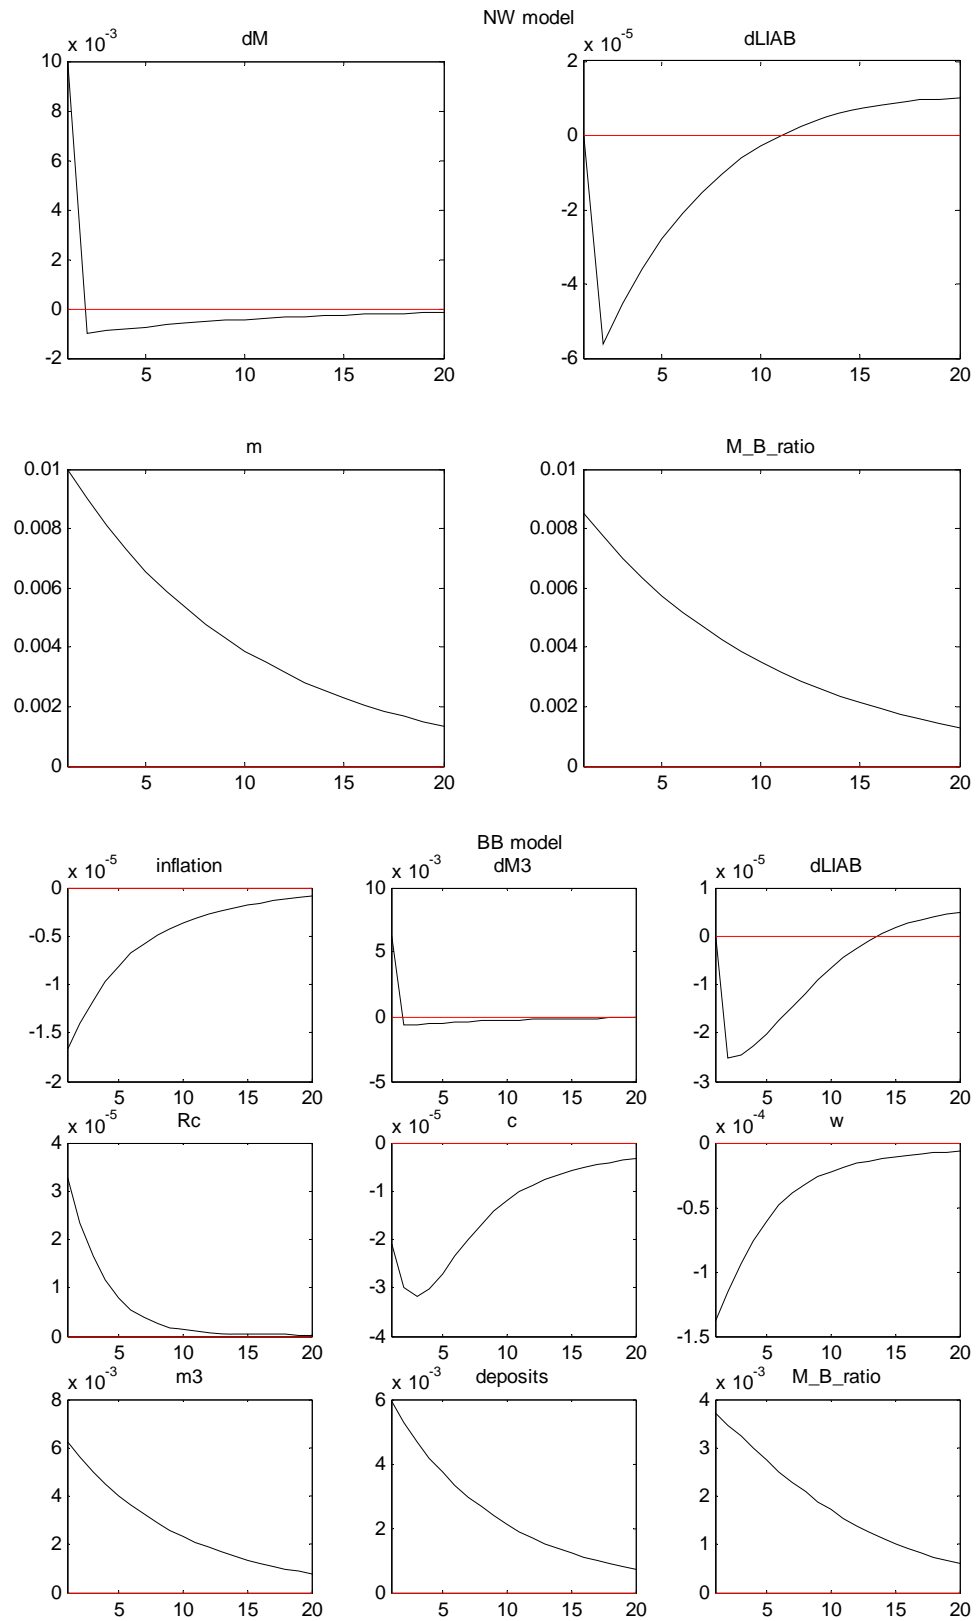 NW model
x 10^-3
dM
x 10^-5
dLIAB
10
8
6
4
2
0
-2
5 10 15 20
2
0
-2
-4
-6
5 10 15 20
m
M_B_ratio
0.01
0.008
0.006
0.004
0.002
0
5 10 15 20
0.01
0.008
0.006
0.004
0.002
0
5 10 15 20
BB model
x 10^-5
inflation
x 10^-3
dM3
x 10^-5
dLIAB
0
-0.5
-1
-1.5
-2
5 10 15 20
10
5
0
-5
5 10 15 20
1
0
-1
-2
-3
5 10 15 20
x 10^-5
Rc
x 10^-5
c
x 10^-4
w
4
3
2
1
0
5 10 15 20
0
-1
-2
-3
-4
5 10 15 20
0
-0.5
-1
-1.5
5 10 15 20
x 10^-3
m3
x 10^-3
deposits
x 10^-3
M_B_ratio
8
6
4
2
0
5 10 15 20
6
4
2
0
5 10 15 20
4
3
2
1
0
5 10 15 20